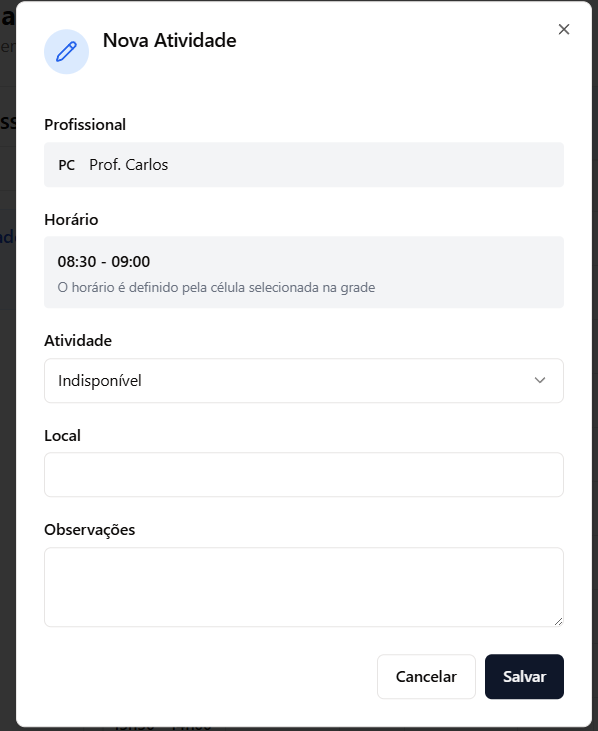 Nova Atividade
Profissional
PC Prof. Carlos
Horário
08:30 - 09:00
O horário é definido pela célula selecionada na grade
Atividade
Indisponível
Local
Observações
Cancelar
Salvar